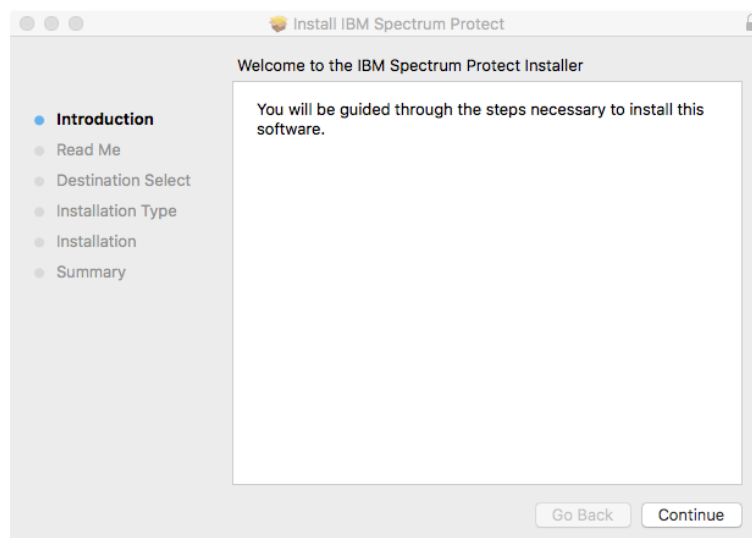 Install IBM Spectrum Protect
Welcome to the IBM Spectrum Protect Installer
Introduction
Read Me
Destination Select
Installation Type
Installation
Summary
You will be guided through the steps necessary to install this
software.
Go Back
Continue